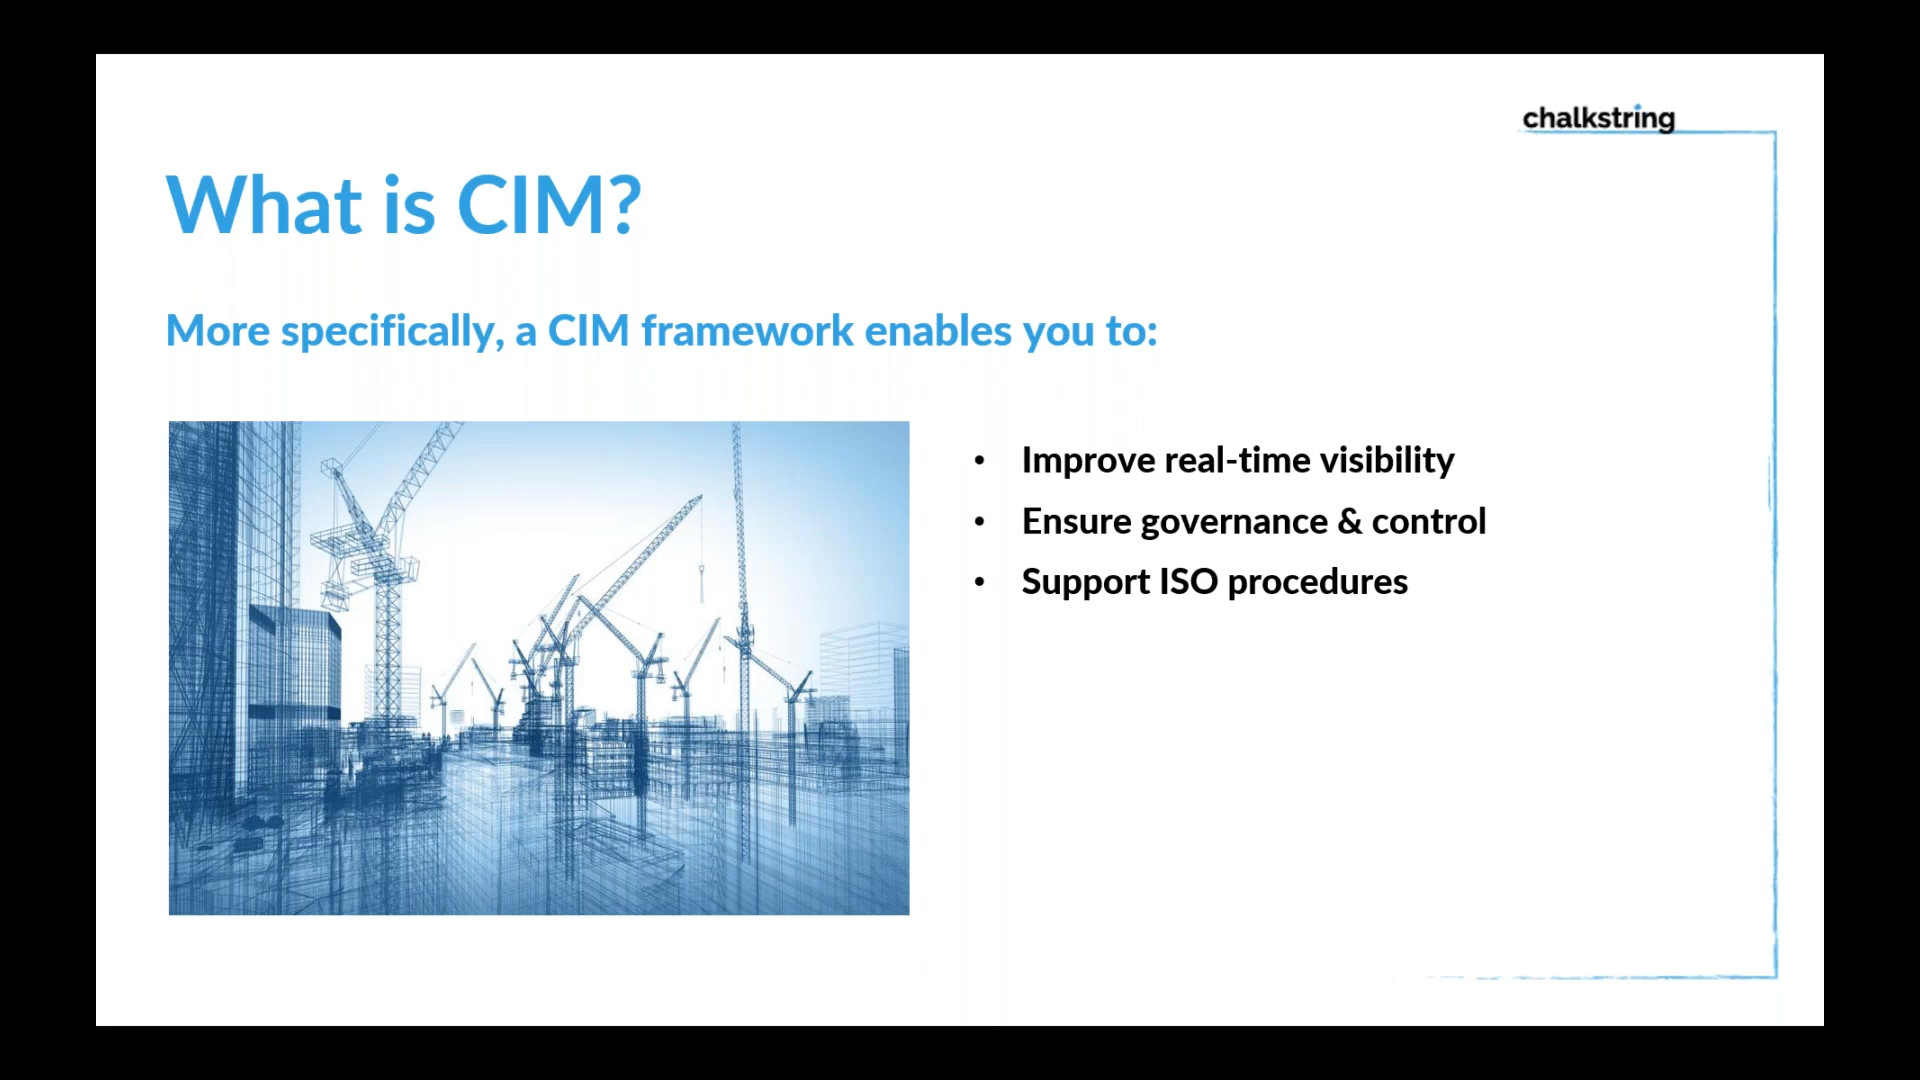 chalkstring
What is CIM?
More specifically, a CIM framework enables you to:
• Improve real-time visibility
• Ensure governance & control
• Support ISO procedures